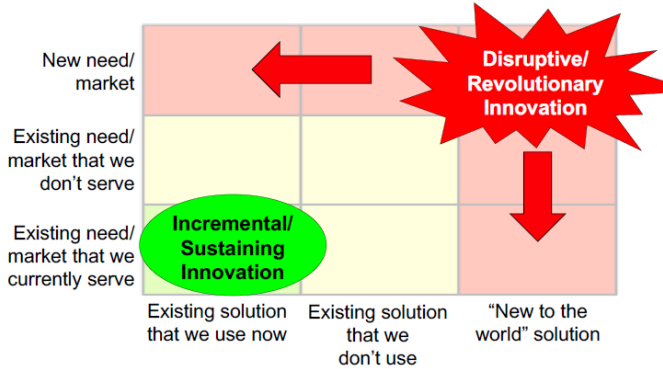 New need/
market
Disruptive/
Revolutionary
Innovation
Existing need/
market that we
don't serve
Existing need/
market that we
currently serve
Incremental/
Sustaining
Innovation
Existing solution
that we use now
Existing solution
that we
don't use
“New to the
world” solution